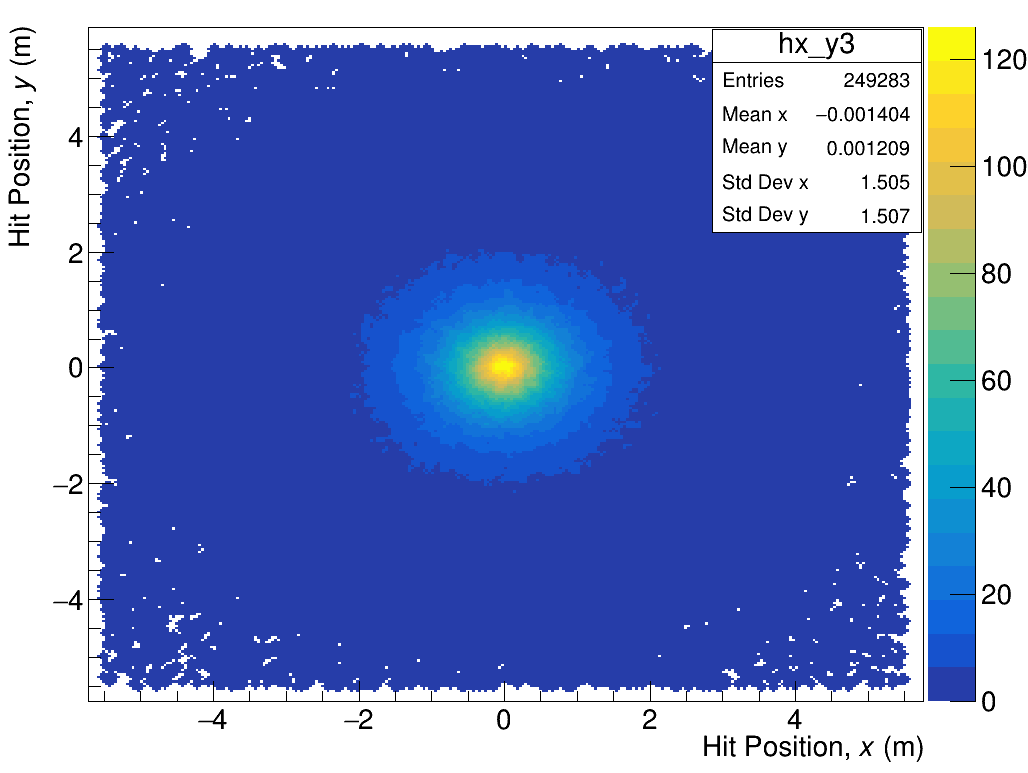 Hit Position, y (m)
hx_y3
Entries 249283
Mean x −0.001404
Mean y 0.001209
Std Dev x 1.505
Std Dev y 1.507
4
2
0
−2
−4
−4 −2 0 2 4
Hit Position, x (m)
120
100
80
60
40
20
0